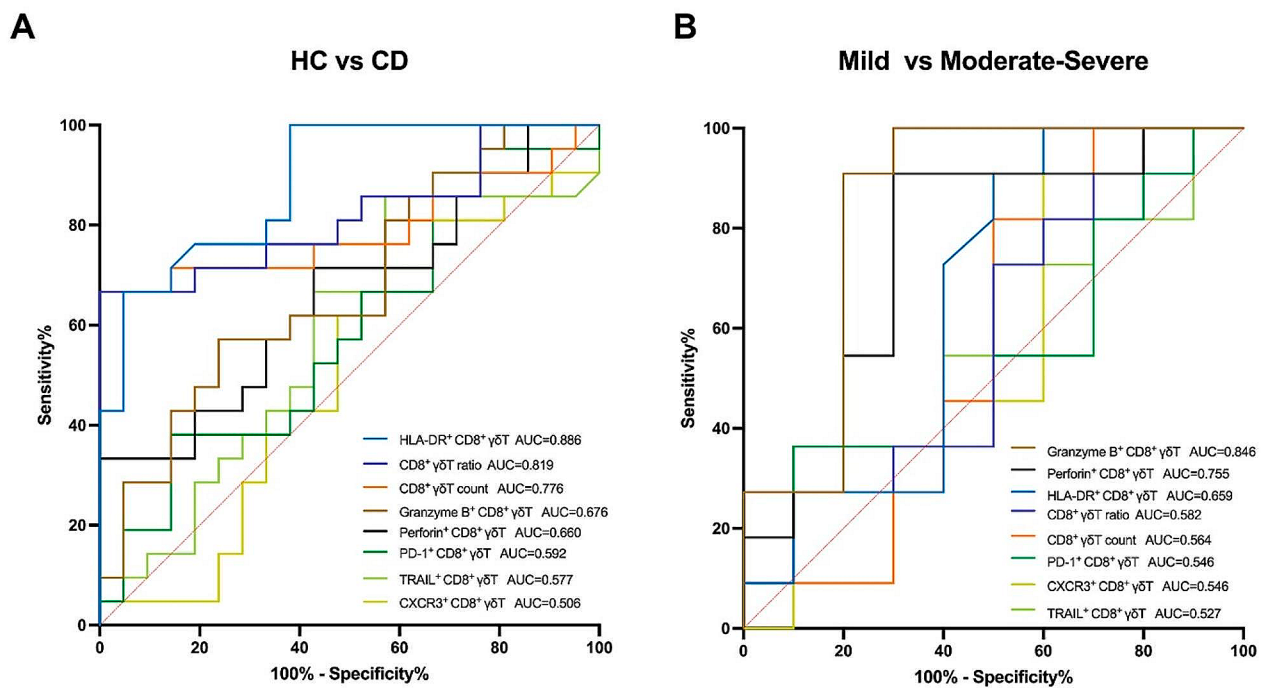 A
HC vs CD
Sensitivity%
100
80
60
40
20
0
0 20 40 60 80 100
100% - Specificity%
HLA-DR⁺ CD8⁺ γδT AUC=0.886
CD8⁺ γδT ratio AUC=0.819
CD8⁺ γδT count AUC=0.776
Granzyme B⁺ CD8⁺ γδT AUC=0.676
Perforin⁺ CD8⁺ γδT AUC=0.660
PD-1⁺ CD8⁺ γδT AUC=0.592
TRAIL⁺ CD8⁺ γδT AUC=0.577
CXCR3⁺ CD8⁺ γδT AUC=0.506
B
Mild vs Moderate-Severe
Sensitivity%
100
80
60
40
20
0
0 20 40 60 80 100
100% - Specificity%
Granzyme B⁺ CD8⁺ γδT AUC=0.846
Perforin⁺ CD8⁺ γδT AUC=0.755
HLA-DR⁺ CD8⁺ γδT AUC=0.659
CD8⁺ γδT ratio AUC=0.582
CD8⁺ γδT count AUC=0.564
PD-1⁺ CD8⁺ γδT AUC=0.546
CXCR3⁺ CD8⁺ γδT AUC=0.546
TRAIL⁺ CD8⁺ γδT AUC=0.527